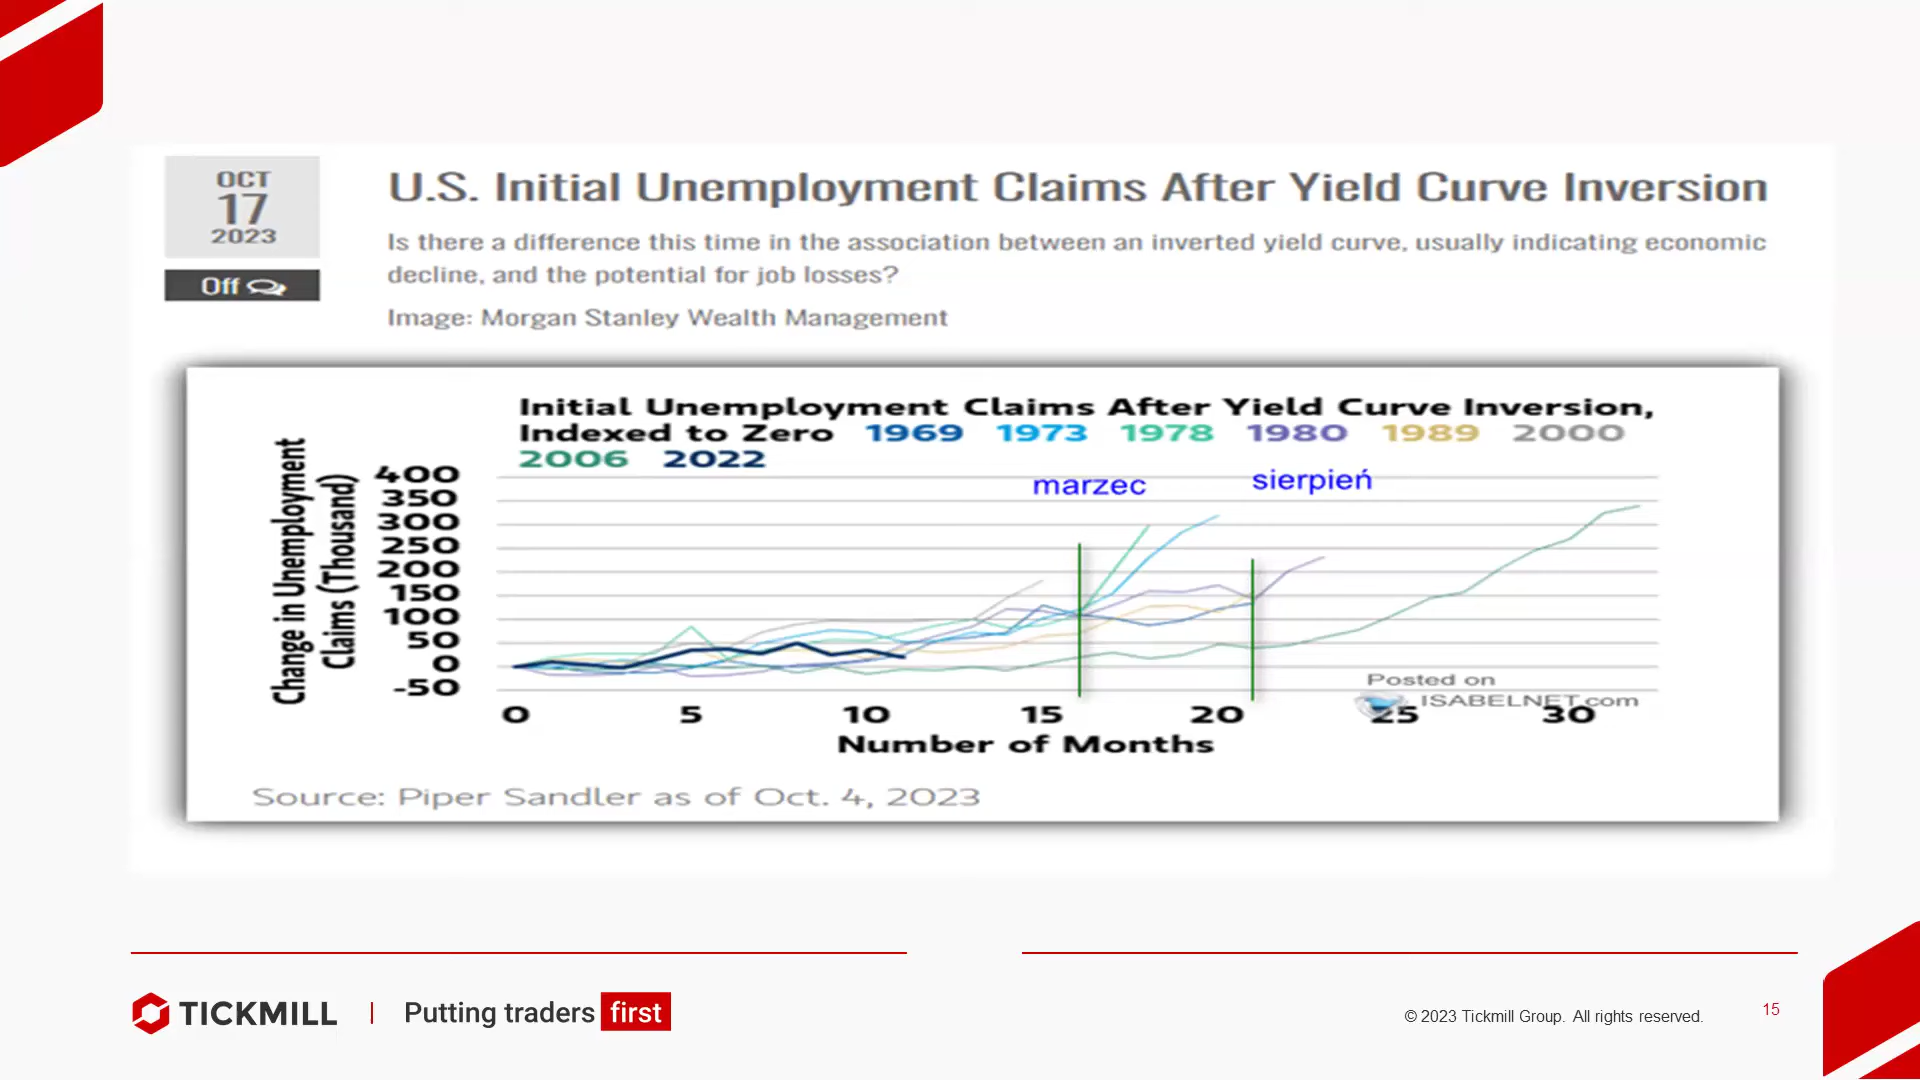 OCT
17
2023
Off
U.S. Initial Unemployment Claims After Yield Curve Inversion
Is there a difference this time in the association between an inverted yield curve, usually indicating economic
decline, and the potential for job losses?
Image: Morgan Stanley Wealth Management
Initial Unemployment Claims After Yield Curve Inversion,
Indexed to Zero 1969 1973 1978 1980 1989 2000
2006 2022
Change in Unemployment
Claims (Thousand)
400
350
300
250
200
150
100
50
0
-50
marzec
sierpień
Posted on
ISABELNET.com
0 5 10 15 20 25 30
Number of Months
Source: Piper Sandler as of Oct. 4, 2023
TICKMILL | Putting traders first
© 2023 Tickmill Group. All rights reserved.
15